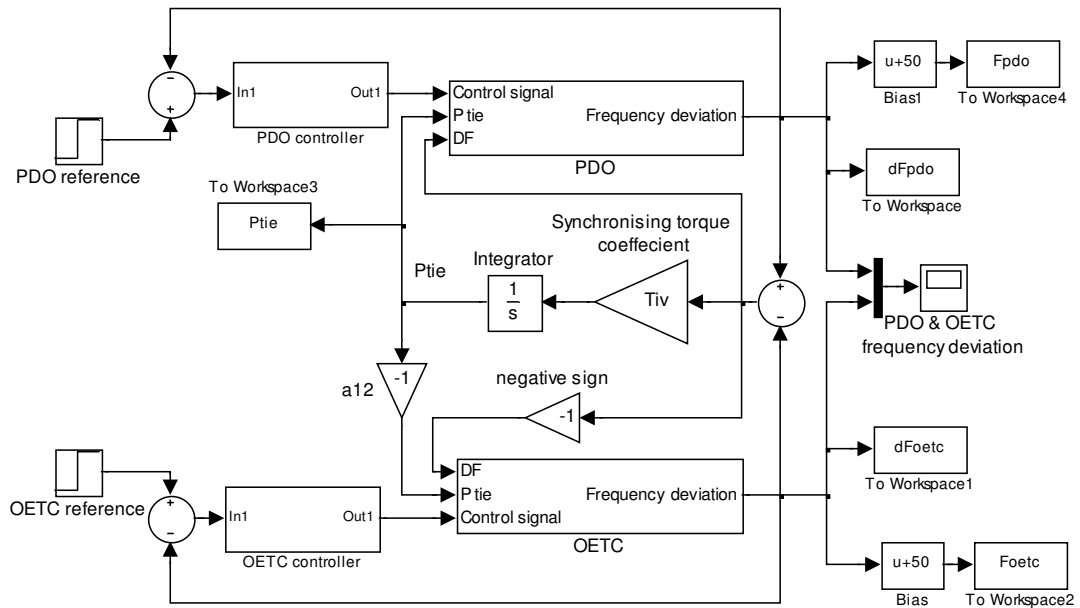 −
+
In1
Out1
PDO controller
PDO reference
Control signal
P tie
DF
Frequency deviation
PDO
u+50
Bias1
Fpdo
To Workspace4
dFpdo
To Workspace
To Workspace3
Ptie
Ptie
Integrator
1
s
Synchronising torque
coeffecient
Tiv
+
−
PDO & OETC
frequency deviation
-1
a12
negative sign
-1
dFoetc
To Workspace1
OETC reference
+
−
In1
Out1
OETC controller
DF
P tie
Control signal
Frequency deviation
OETC
u+50
Bias
Foetc
To Workspace2